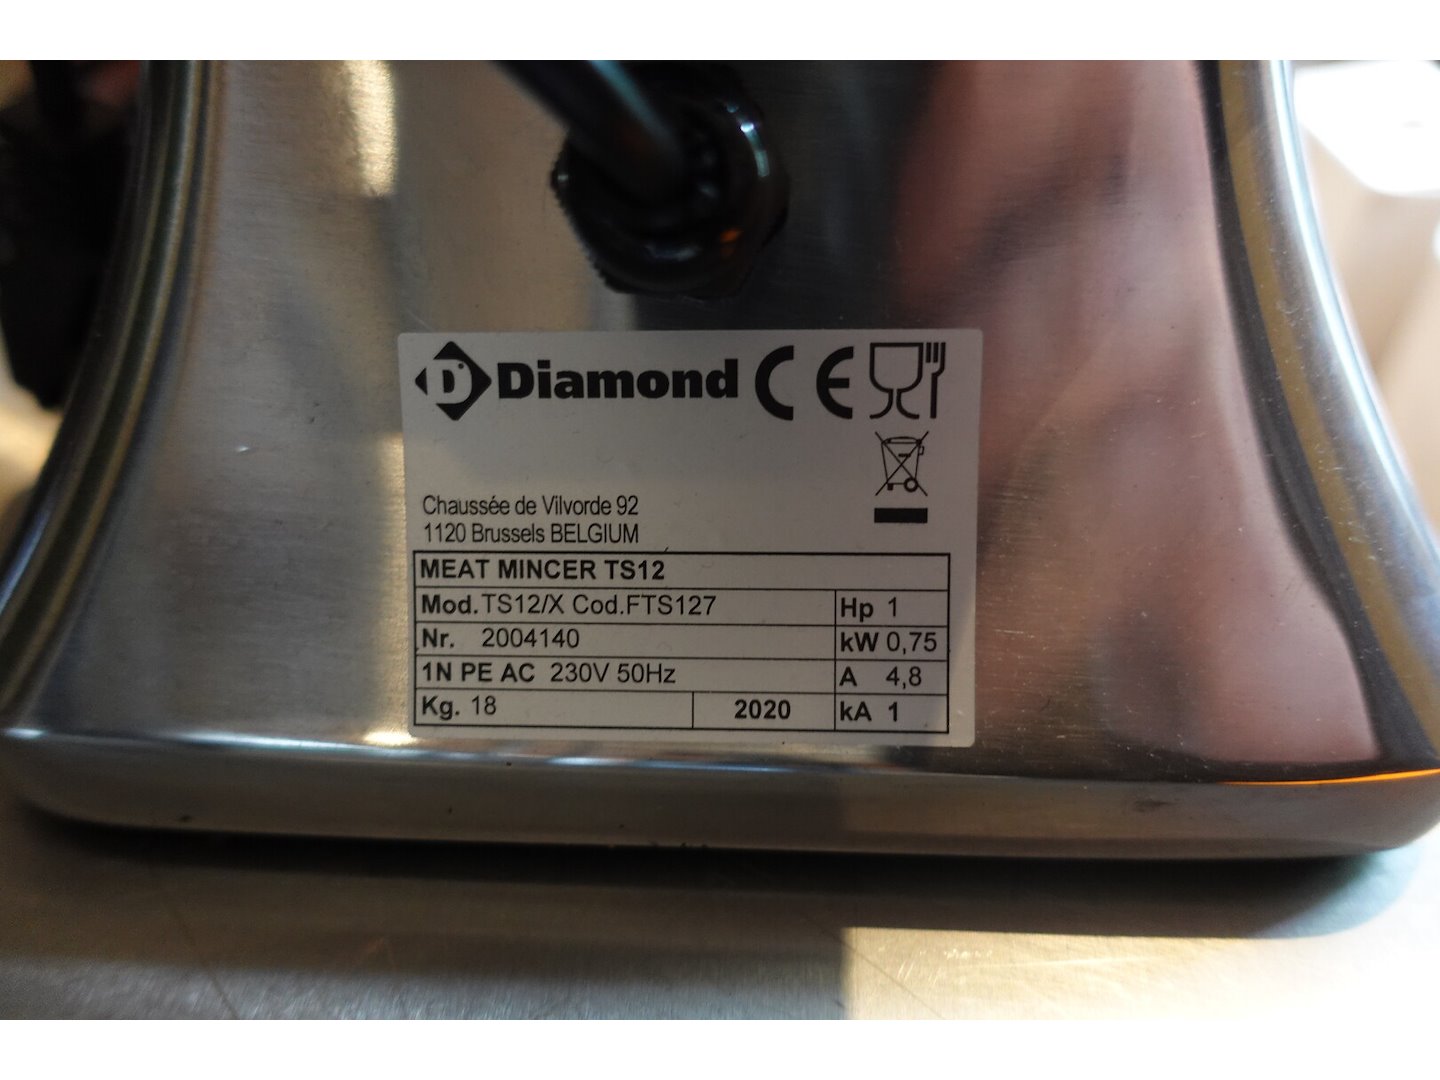 D Diamond CE
Chaussée de Vilvorde 92
1120 Brussels BELGIUM
MEAT MINCER TS12
Mod.TS12/X Cod.FTS127 Hp 1
Nr. 2004140 kW 0,75
1N PE AC 230V 50Hz A 4,8
Kg. 18 2020 kA 1